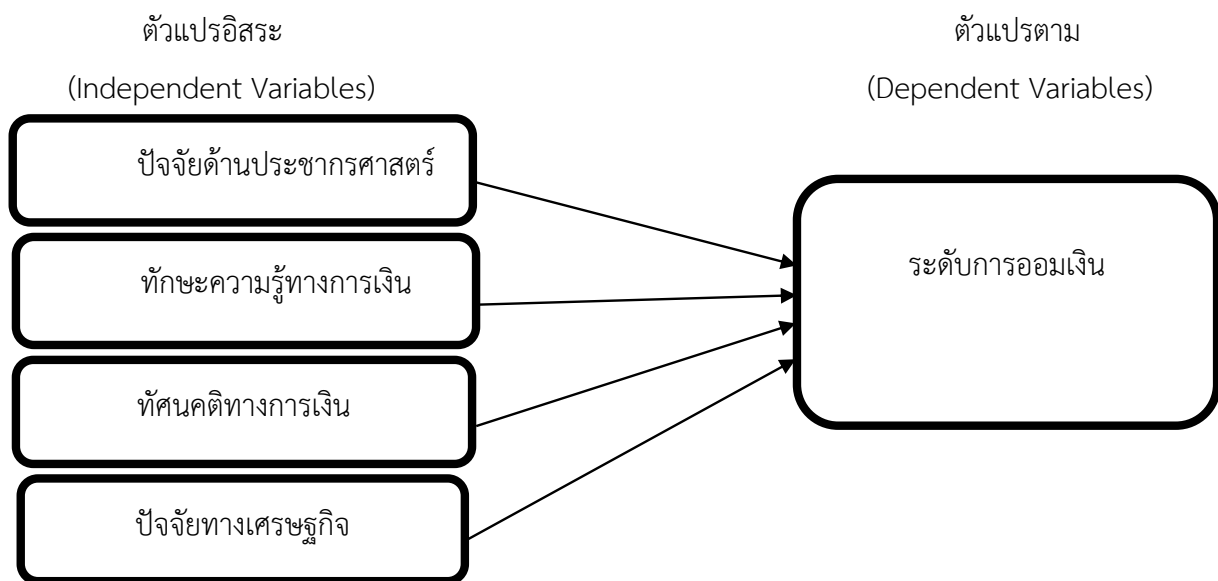 ตัวแปรอิสระ
(Independent Variables)
ปัจจัยด้านประชากรศาสตร์
ทักษะความรู้ทางการเงิน
ทัศนคติทางการเงิน
ปัจจัยทางเศรษฐกิจ
ตัวแปรตาม
(Dependent Variables)
ระดับการออมเงิน